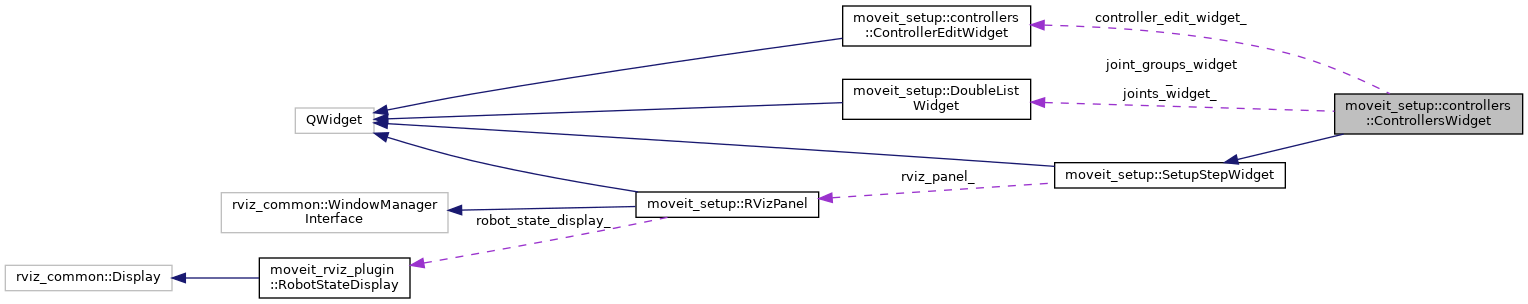 moveit_setup::controllers
::ControllerEditWidget
controller_edit_widget_
joint_groups_widget
_
joints_widget_
moveit_setup::DoubleList
Widget
moveit_setup::controllers
::ControllersWidget
QWidget
moveit_setup::SetupStepWidget
rviz_panel_
rviz_common::WindowManager
Interface
moveit_setup::RVizPanel
robot_state_display_
rviz_common::Display
moveit_rviz_plugin
::RobotStateDisplay